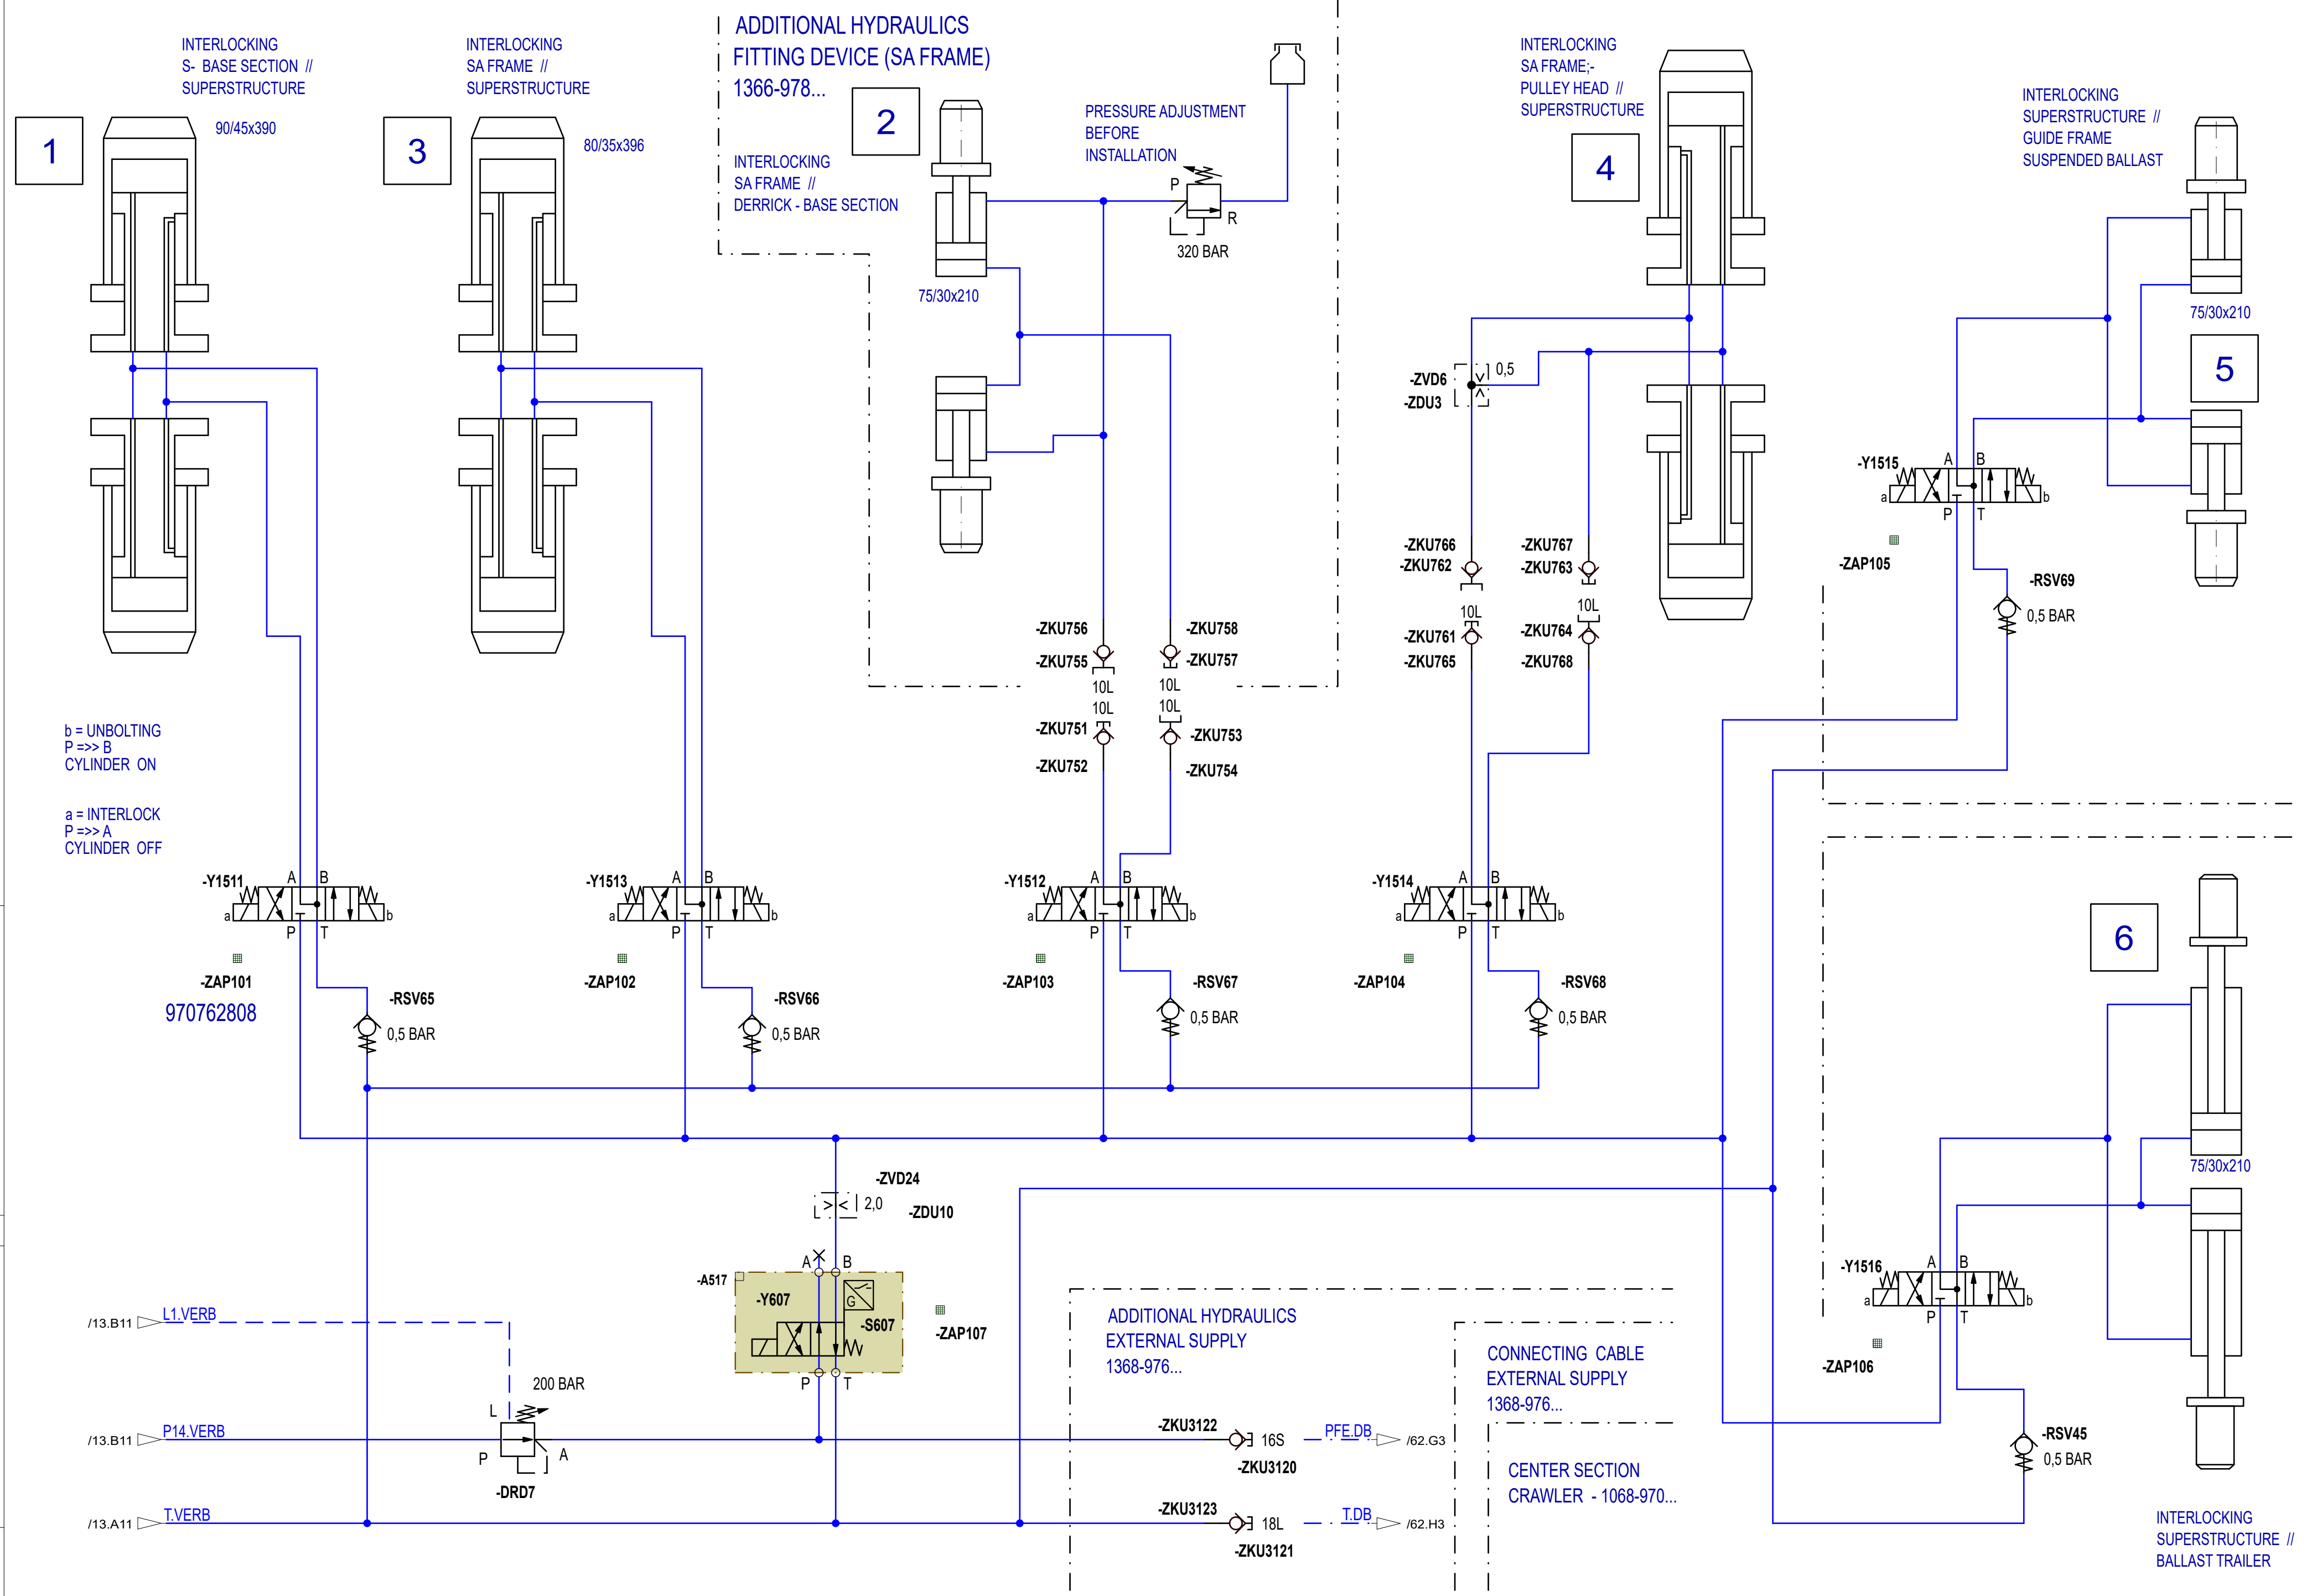 INTERLOCKING
S-  BASE SECTION  //
SUPERSTRUCTURE
90/45x390
1
INTERLOCKING
SA FRAME  //
SUPERSTRUCTURE
80/35x396
3
ADDITIONAL HYDRAULICS
FITTING DEVICE (SA FRAME)
1366-978...
2
INTERLOCKING
SA FRAME  //
DERRICK - BASE SECTION
75/30x210
PRESSURE ADJUSTMENT
BEFORE
INSTALLATION
P
R
320 BAR
INTERLOCKING
SA FRAME;-
PULLEY HEAD  //
SUPERSTRUCTURE
4
INTERLOCKING
SUPERSTRUCTURE  //
GUIDE FRAME
SUSPENDED BALLAST
75/30x210
5
-ZVD6
-ZDU3
0,5
-Y1515
A B
a b
P T
-ZAP105
-RSV69
0,5 BAR
-ZKU766
-ZKU762
-ZKU767
-ZKU763
10L
10L
-ZKU761
-ZKU765
-ZKU764
-ZKU768
-ZKU756
-ZKU755
-ZKU758
-ZKU757
10L
10L
10L
10L
-ZKU751
-ZKU752
-ZKU753
-ZKU754
b = UNBOLTING
P =>> B
CYLINDER  ON
a = INTERLOCK
P =>> A
CYLINDER  OFF
-Y1511
A B
a b
P T
-ZAP101
970762808
-RSV65
0,5 BAR
-Y1513
A B
a b
P T
-ZAP102
-RSV66
0,5 BAR
-Y1512
A B
a b
P T
-ZAP103
-RSV67
0,5 BAR
-Y1514
A B
a b
P T
-ZAP104
-RSV68
0,5 BAR
6
75/30x210
-Y1516
A B
a b
P T
-ZAP106
-RSV45
0,5 BAR
INTERLOCKING
SUPERSTRUCTURE  //
BALLAST TRAILER
-ZVD24
2,0
-ZDU10
A B
-A517
-Y607
G
-S607
-ZAP107
P T
/13.B11
L1.VERB
200 BAR
L
/13.B11
P14.VERB
P
A
-DRD7
/13.A11
T.VERB
ADDITIONAL HYDRAULICS
EXTERNAL SUPPLY
1368-976...
CONNECTING  CABLE
EXTERNAL SUPPLY
1368-976...
-ZKU3122
16S
-ZKU3120
PFE.DB
/62.G3
CENTER SECTION
CRAWLER  - 1068-970...
-ZKU3123
18L
-ZKU3121
T.DB
/62.H3